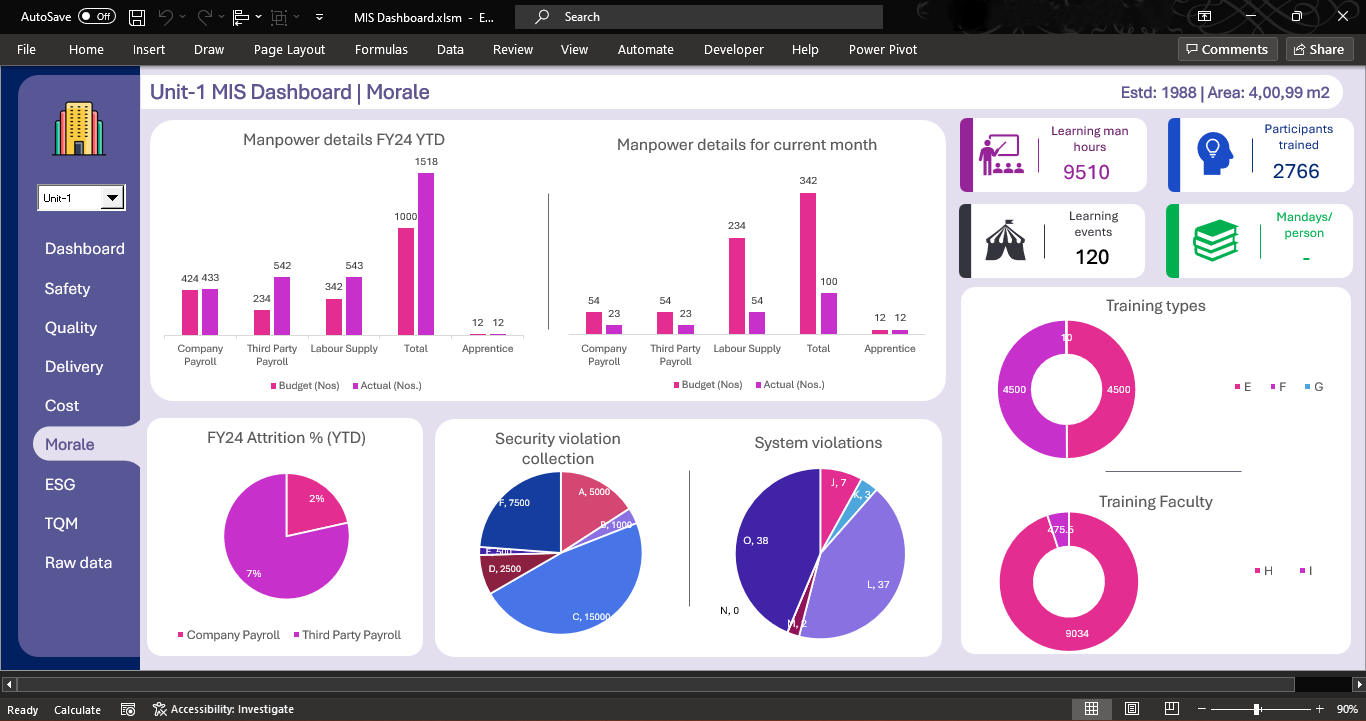 AutoSave Off
MIS Dashboard.xlsm - E...
Search
File Home Insert Draw Page Layout Formulas Data Review View Automate Developer Help Power Pivot
Comments Share
Unit-1 MIS Dashboard | Morale
Estd: 1988 | Area: 4,00,99 m2
Unit-1
Dashboard
Safety
Quality
Delivery
Cost
Morale
ESG
TQM
Raw data
Manpower details FY24 YTD
1518
1000
424 433
234
542
342
543
12 12
Company
Payroll
Third Party
Payroll
Labour Supply
Total
Apprentice
Budget (Nos) Actual (Nos.)
Manpower details for current month
342
234
100
54 23
54 23
54
12 12
Company
Payroll
Third Party
Payroll
Labour Supply
Total
Apprentice
Budget (Nos) Actual (Nos.)
Learning man
hours
9510
Participants
trained
2766
Learning
events
120
Mandays/
person
-
Training types
10
4500
4500
E F G
Training Faculty
475.5
9034
H I
FY24 Attrition % (YTD)
2%
7%
Company Payroll Third Party Payroll
Security violation
collection
F, 7500
A, 5000
B, 1000
E, 500
D, 2500
C, 15000
System violations
J, 7
K, 3
O, 38
L, 37
N, 0
M, 2
Ready Calculate Accessibility: Investigate
90%